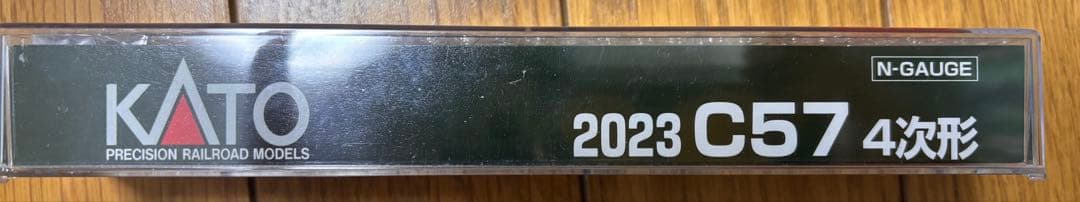 KATO
PRECISION RAILROAD MODELS
N-GAUGE
2023 C57 4次形